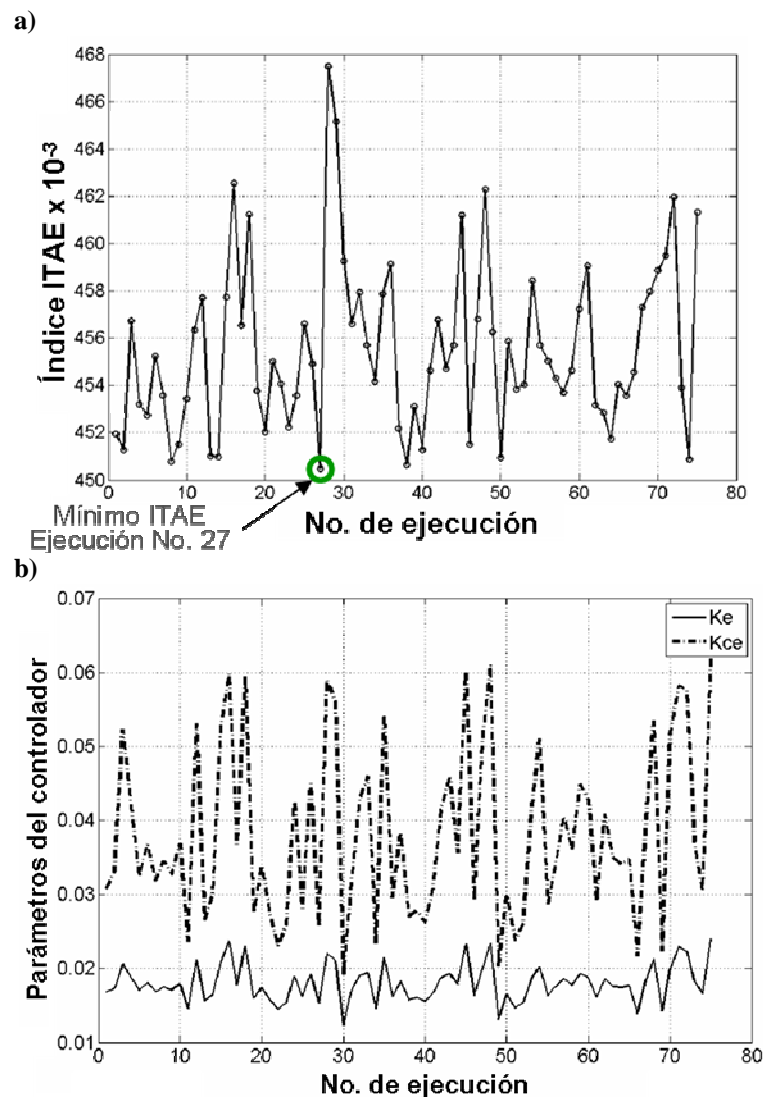 a)
468
466
464
462
460
458
456
454
452
450
Índice ITAE x 10-3
0 10 20 30 40 50 60 70 80
Mínimo ITAE
Ejecución No. 27
No. de ejecución
b)
0.07
0.06
0.05
0.04
0.03
0.02
0.01
Parámetros del controlador
Ke
Kce
0 10 20 30 40 50 60 70 80
No. de ejecución